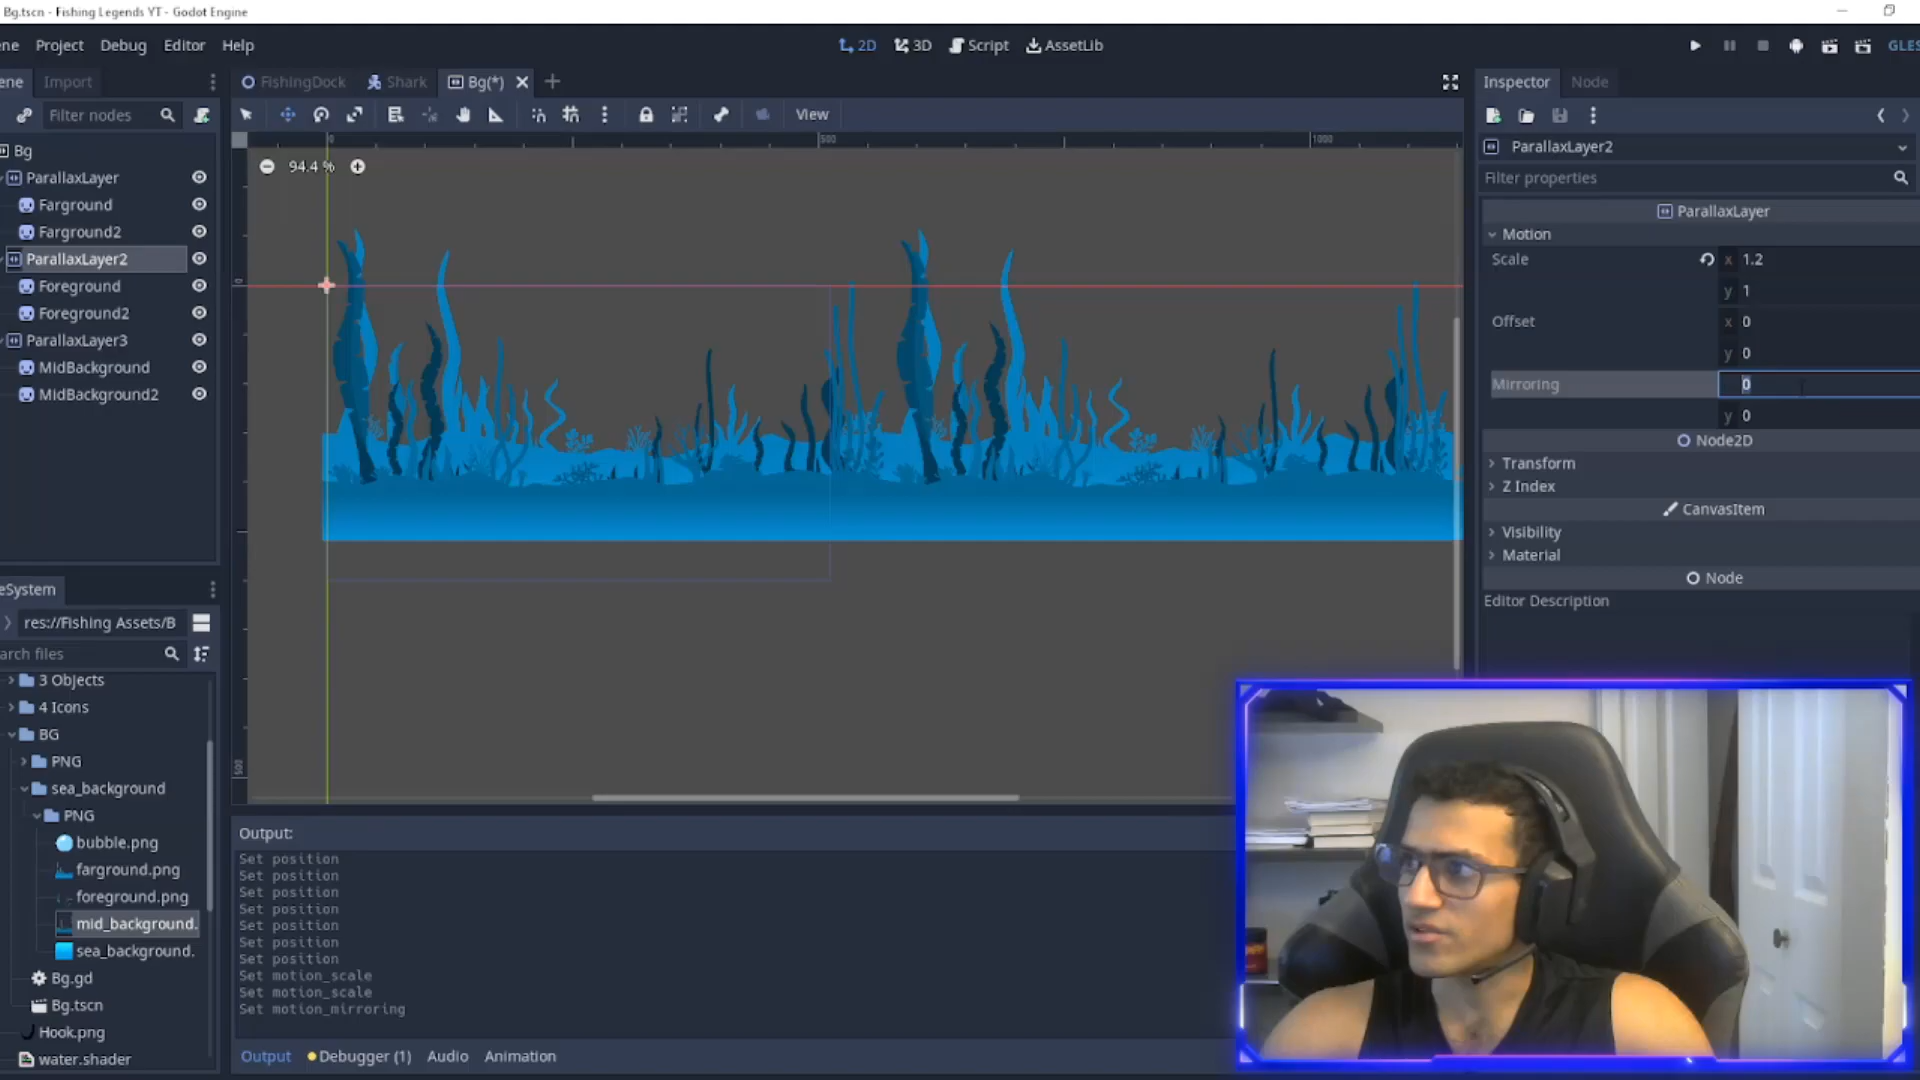 Bg.tscn - Fishing Legends YT - Godot Engine
ne Project Debug Editor Help
2D 3D Script AssetLib
GLES
ene Import
FishingDock Shark Bg(*)
Inspector Node
Filter nodes
View
Bg
ParallaxLayer
Farground
Farground2
ParallaxLayer2
Foreground
Foreground2
ParallaxLayer3
MidBackground
MidBackground2
0 500 1000
94.4 %
0
500
ParallaxLayer2
Filter properties
ParallaxLayer
Motion
Scale x 1.2
y 1
Offset x 0
y 0
Mirroring 0
y 0
Node2D
Transform
Z Index
CanvasItem
Visibility
Material
Node
Editor Description
eSystem
res://Fishing Assets/B
arch files
3 Objects
4 Icons
BG
PNG
sea_background
PNG
bubble.png
farground.png
foreground.png
mid_background.
sea_background.
Bg.gd
Bg.tscn
Hook.png
water.shader
Output:
Set position
Set position
Set position
Set position
Set position
Set position
Set position
Set motion_scale
Set motion_scale
Set motion_mirroring
Output Debugger (1) Audio Animation